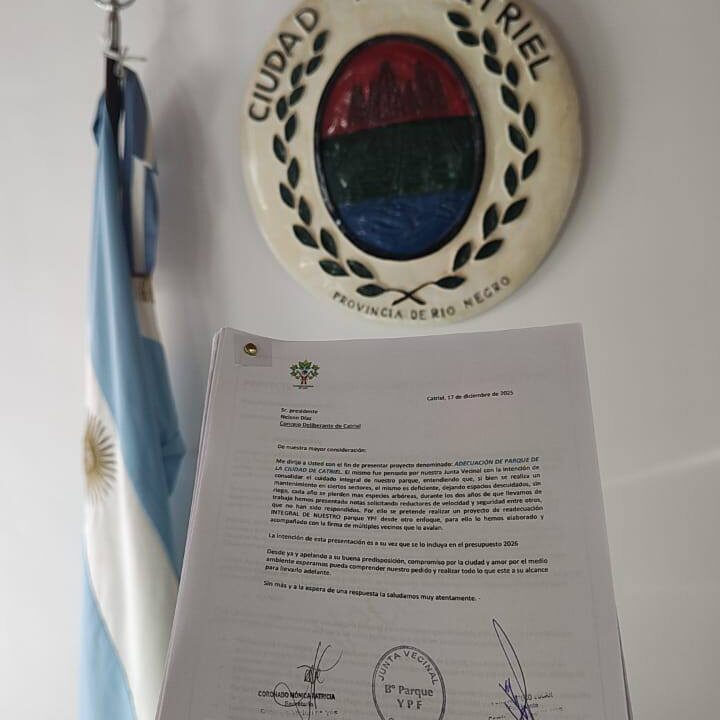 CIUDAD DE CATRIEL
PROVINCIA DE RIO NEGRO
Catriel, 17 de diciembre de 2025
Sr. presidente
Nelson Díaz
Concejo Deliberante de Catriel
De nuestra mayor consideración:
Me dirijo a Usted con el fin de presentar proyecto denominado: ADECUACIÓN DE PARQUE DE
LA CIUDAD DE CATRIEL. El mismo fue pensado por nuestra Junta Vecinal con la intención de
consolidar el cuidado integral de nuestro parque, entendiendo que, si bien se realiza un
mantenimiento en ciertos sectores, el mismo es deficiente, dejando espacios descuidados, sin
riego, cada año se pierden mas especies arbóreas, durante los dos años de que llevamos de
trabajo hemos presentado notas solicitando reductores de velocidad y seguridad entre otros,
que no han sido respondidos. Por ello se pretende realizar un proyecto de readecuación
INTEGRAL DE NUESTRO parque YPF desde otro enfoque, para ello lo hemos elaborado y
acompañado con la firma de múltiples vecinos que lo avalan.
La intención de esta presentación es a su vez que se lo incluya en el presupuesto 2026
Desde ya y apelando a su buena predisposición, compromiso por la ciudad y amor por el medio
ambiente esperamos pueda comprender nuestro pedido y realizar todo lo que este a su alcance
para llevarlo adelante.
Sin más y a la espera de una respuesta la saludamos muy atentamente. -
CORONADO MÓNICA PATRICIA
Secretaria
JUNTA VECINAL
Bº Parque
YPF